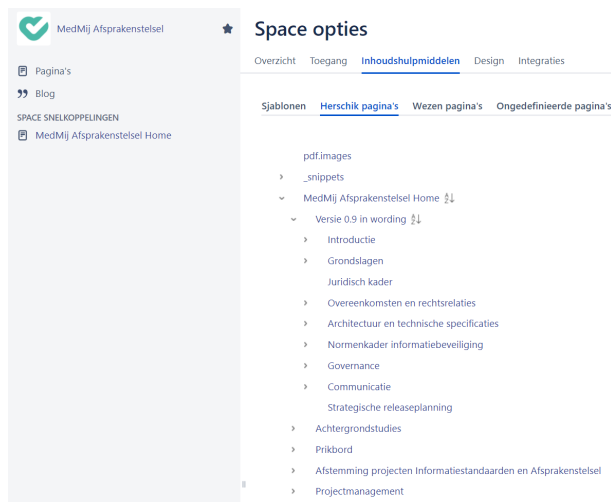 MedMij Afsprakenstelsel
Pagina's
Blog
SPACE SNELKOPPELINGEN
MedMij Afsprakenstelsel Home
Space opties
Overzicht Toegang Inhoudshulpmiddelen Design Integraties
Sjablonen Herschik pagina's Wezen pagina's Ongedefinieerde pagina's
pdf.images
_snippets
MedMij Afsprakenstelsel Home
Versie 0.9 in wording
Introductie
Grondslagen
Juridisch kader
Overeenkomsten en rechtsrelaties
Architectuur en technische specificaties
Normenkader informatiebeveiliging
Governance
Communicatie
Strategische releaseplanning
Achtergrondstudies
Prikbord
Afstemming projecten Informatiestandaarden en Afsprakenstelsel
Projectmanagement